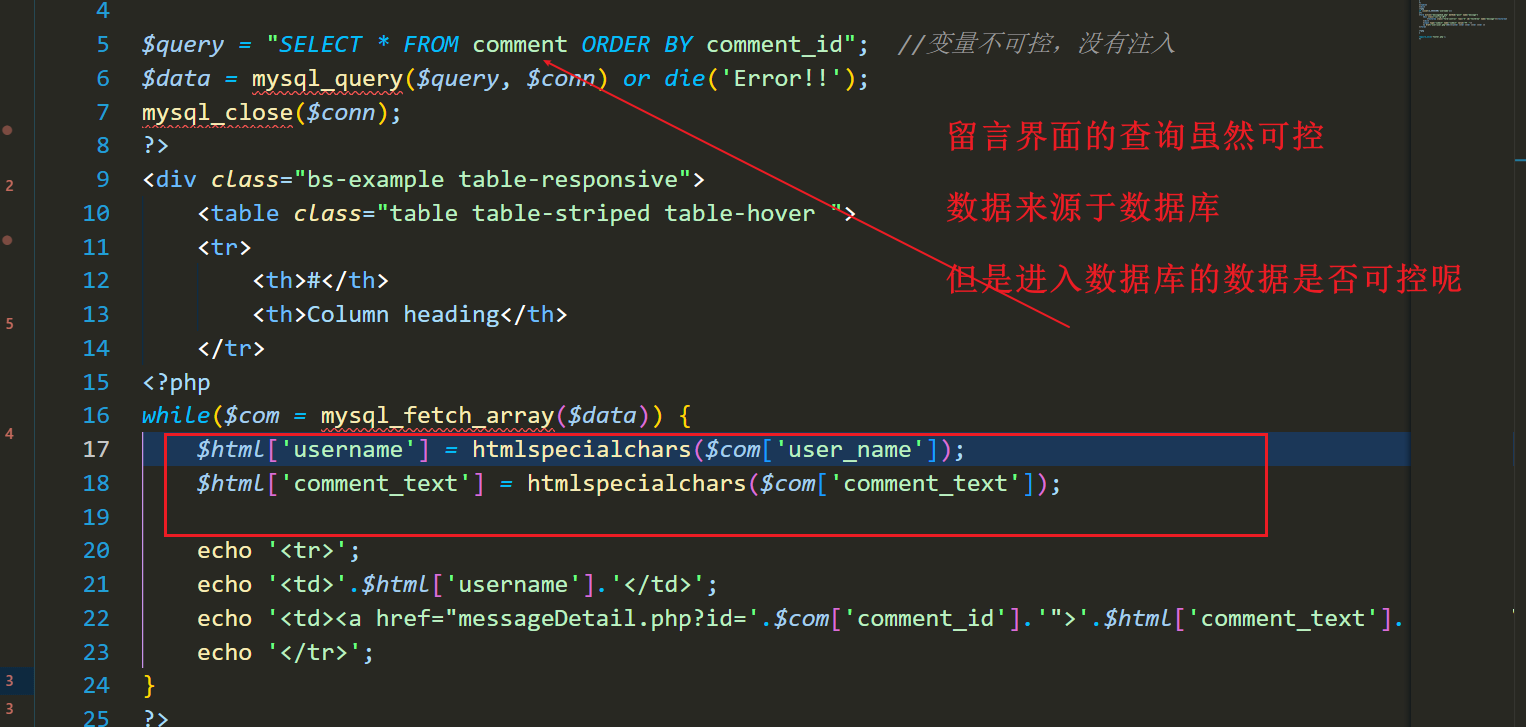 4
5 $query = "SELECT * FROM comment ORDER BY comment_id"; //变量不可控，没有注入
6 $data = mysql_query($query, $conn) or die('Error!!');
7 mysql_close($conn);
8 ?>
9 <div class="bs-example table-responsive">
10 <table class="table table-striped table-hover ">
11 <tr>
12 <th>#</th>
13 <th>Column heading</th>
14 </tr>
15 <?php
16 while($com = mysql_fetch_array($data)) {
17 $html['username'] = htmlspecialchars($com['user_name']);
18 $html['comment_text'] = htmlspecialchars($com['comment_text']);
19
20 echo '<tr>';
21 echo '<td>'.$html['username'].'</td>';
22 echo '<td><a href="messageDetail.php?id='.$com['comment_id'].'">'.$html['comment_text'].
23 echo '</tr>';
24 }
25 ?>
留言界面的查询虽然可控
数据来源于数据库
但是进入数据库的数据是否可控呢
2
5
4
3
3